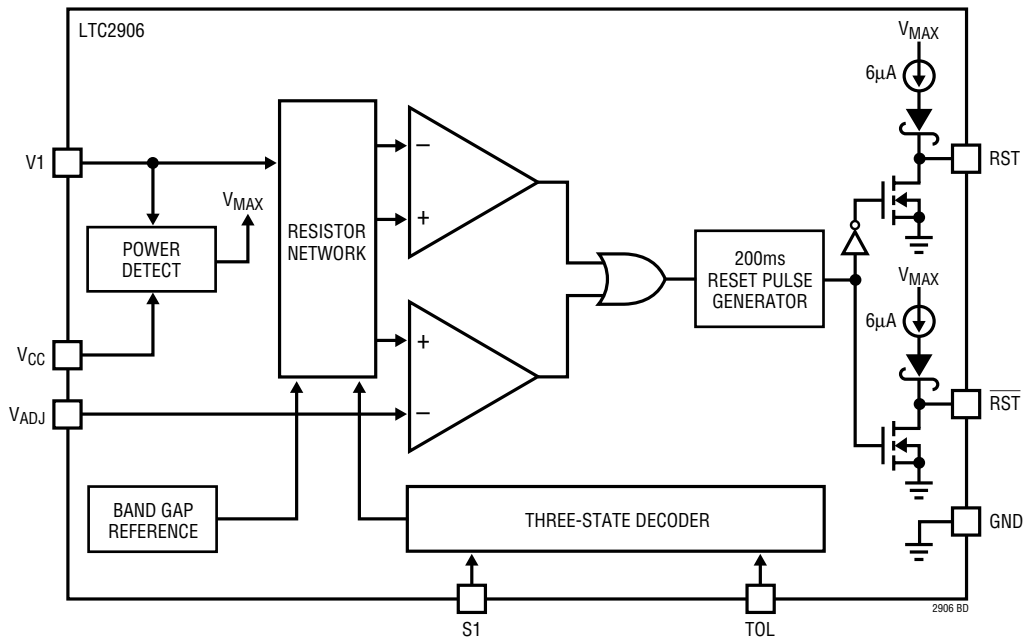 LTC2906
VMAX
6µA
V1
−
RST
VMAX
+
RESISTOR
NETWORK
POWER
DETECT
200ms
RESET PULSE
GENERATOR
VMAX
6µA
+
VCC
−
VADJ
RST
BAND GAP
REFERENCE
THREE-STATE DECODER
GND
2906 BD
S1
TOL